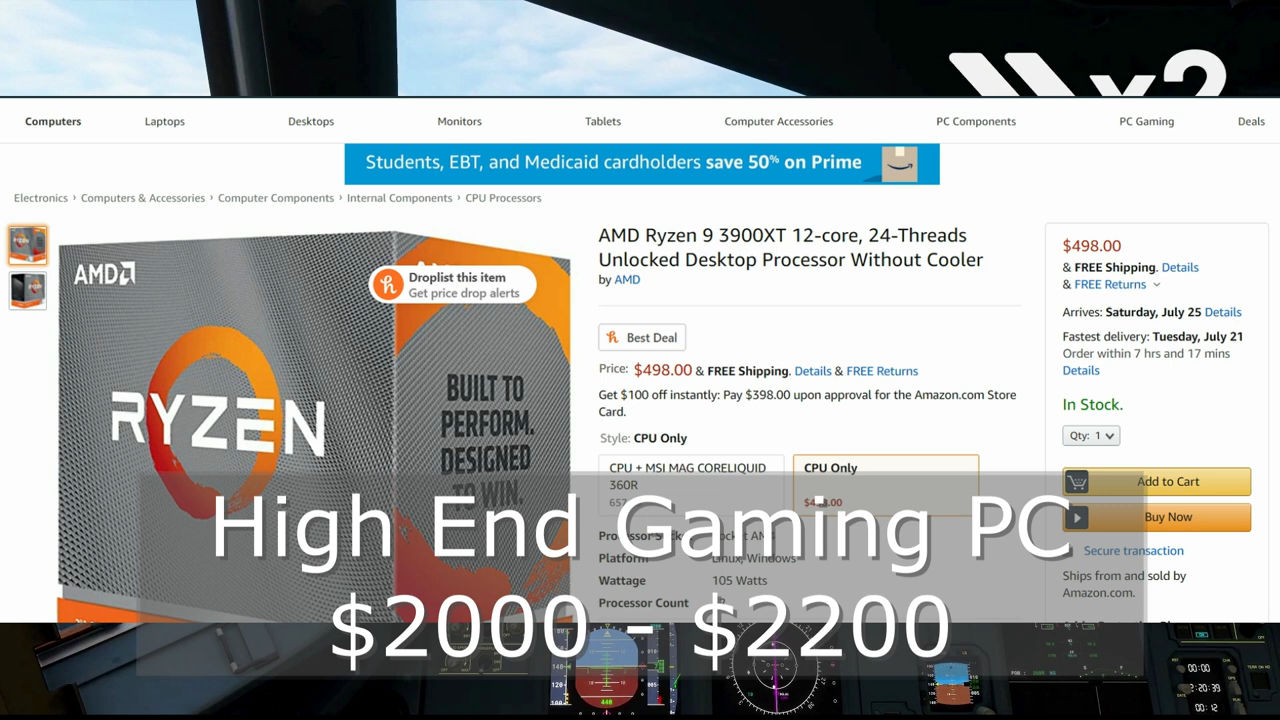 x2
Computers
Laptops
Desktops
Monitors
Tablets
Computer Accessories
PC Components
PC Gaming
Deals
Students, EBT, and Medicaid cardholders save 50% on Prime
Electronics › Computers & Accessories › Computer Components › Internal Components › CPU Processors
AMD
RYZEN
BUILT TO
PERFORM.
DESIGNED
TO WIN.
Droplist this item
Get price drop alerts
AMD Ryzen 9 3900XT 12-core, 24-Threads
Unlocked Desktop Processor Without Cooler
by AMD
Best Deal
Price: $498.00 & FREE Shipping. Details & FREE Returns
Get $100 off instantly: Pay $398.00 upon approval for the Amazon.com Store
Card.
Style: CPU Only
CPU + MSI MAG CORELIQUID
360R
CPU Only
Platform Linux, Windows
Wattage 105 Watts
Processor Count
$498.00
& FREE Shipping. Details
& FREE Returns
Arrives: Saturday, July 25 Details
Fastest delivery: Tuesday, July 21
Order within 7 hrs and 17 mins
Details
In Stock.
Qty: 1
Add to Cart
Buy Now
Secure transaction
Ships from and sold by
Amazon.com.
High End Gaming PC
$2000 - $2200